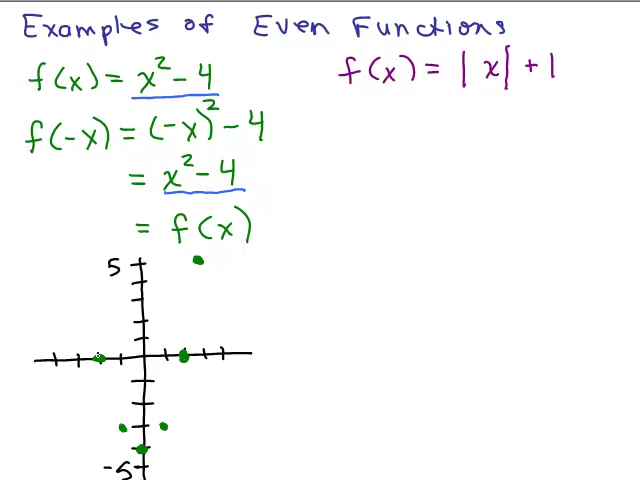 Examples of Even Functions
f(x) = x² - 4
f(-x) = (-x)² - 4
= x² - 4
= f(x)
f(x) = |x| + 1
5
-5